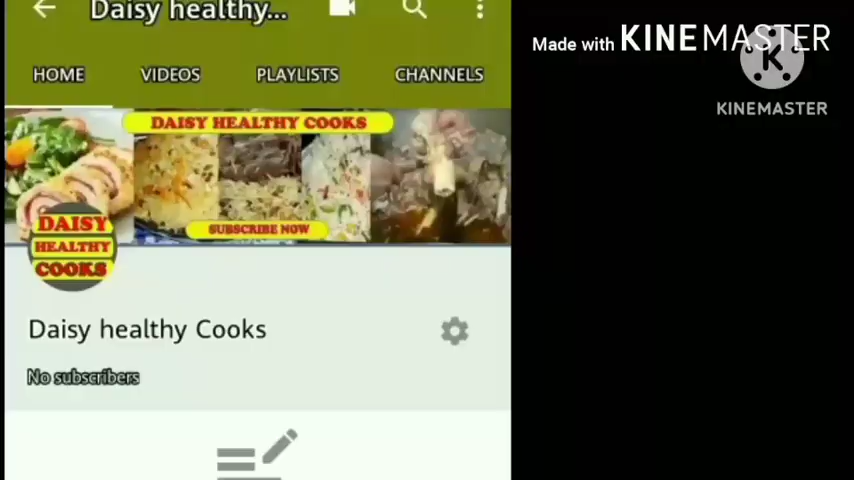 Daisy healthy...
Made with KINEMASTER
KINEMASTER
HOME VIDEOS PLAYLISTS CHANNELS
DAISY HEALTHY COOKS
SUBSCRIBE NOW
DAISY
HEALTHY
COOKS
Daisy healthy Cooks
No subscribers